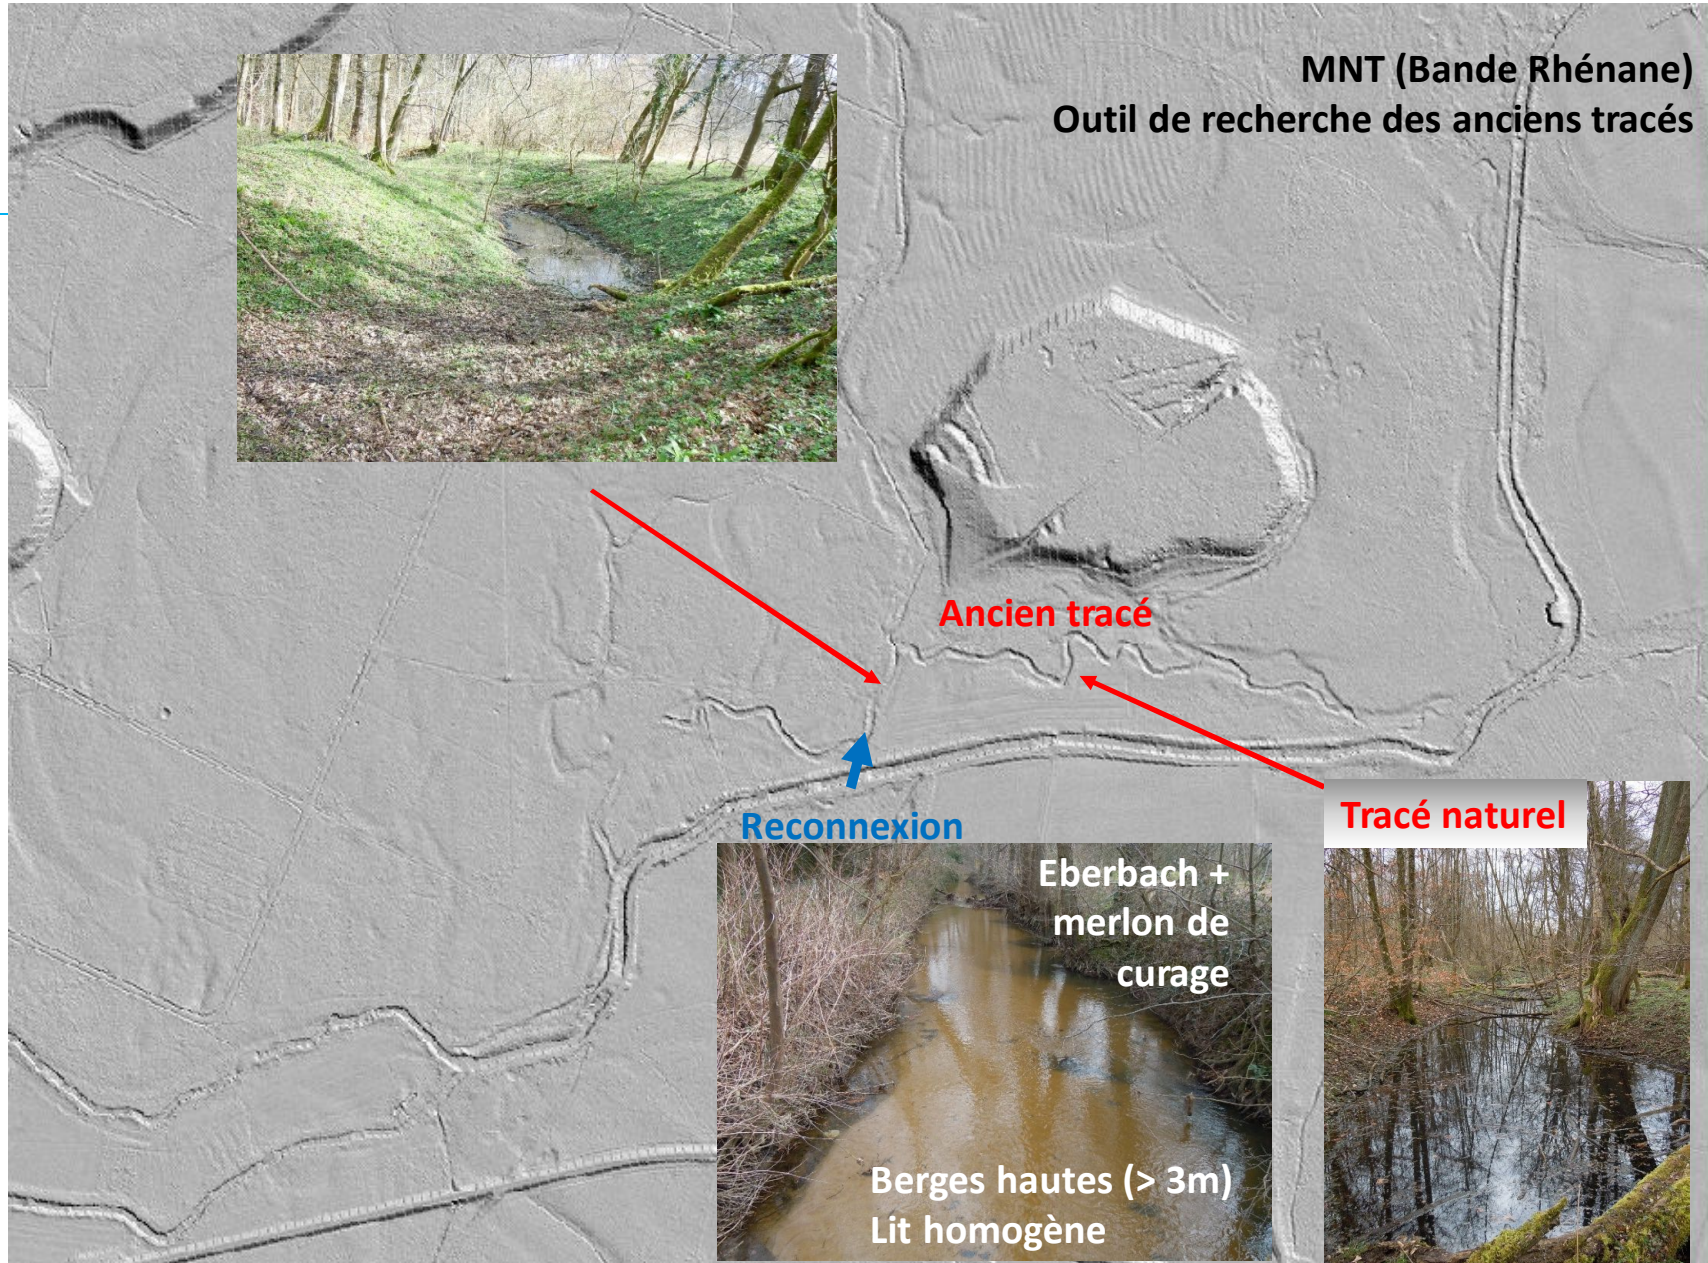 MNT (Bande Rhénane)
Outil de recherche des anciens tracés
Ancien tracé
Reconnexion
Tracé naturel
Eberbach +
merlon de
curage
Berges hautes (> 3m)
Lit homogène